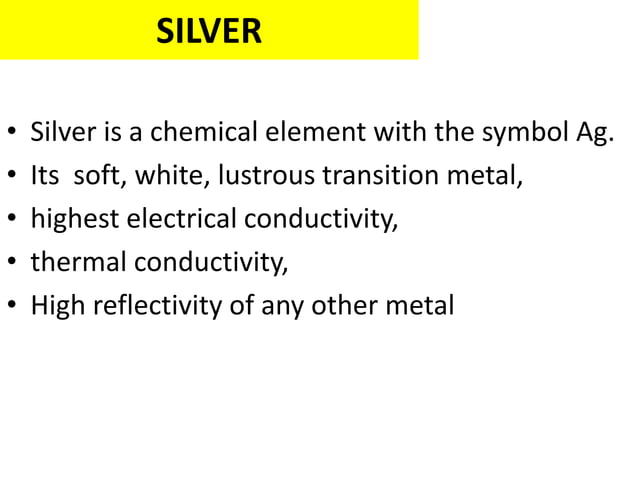 SILVER
• Silver is a chemical element with the symbol Ag.
• Its  soft, white, lustrous transition metal,
• highest electrical conductivity,
• thermal conductivity,
• High reflectivity of any other metal